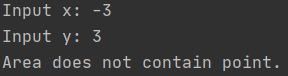 Input x: -3
Input y: 3
Area does not contain point.